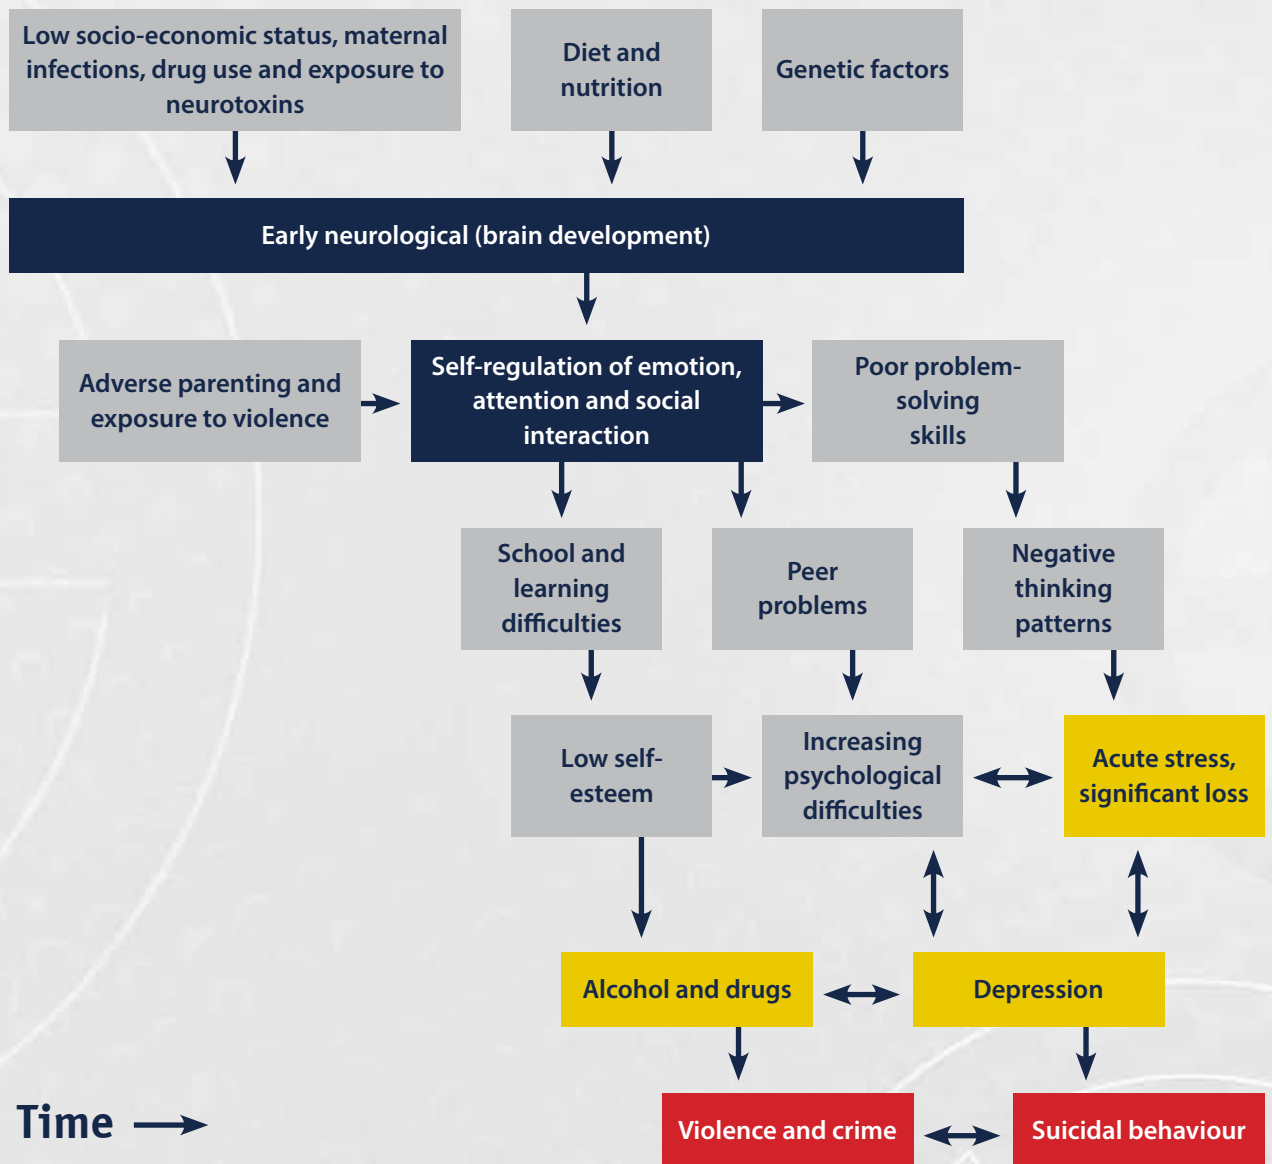 Low socio-economic status, maternal
infections, drug use and exposure to
neurotoxins
Diet and
nutrition
Genetic factors
Early neurological (brain development)
Adverse parenting and
exposure to violence
Self-regulation of emotion,
attention and social
interaction
Poor problem-
solving
skills
School and
learning
difficulties
Peer
problems
Negative
thinking
patterns
Low self-
esteem
Increasing
psychological
difficulties
Acute stress,
significant loss
Alcohol and drugs
Depression
Time
Violence and crime
Suicidal behaviour